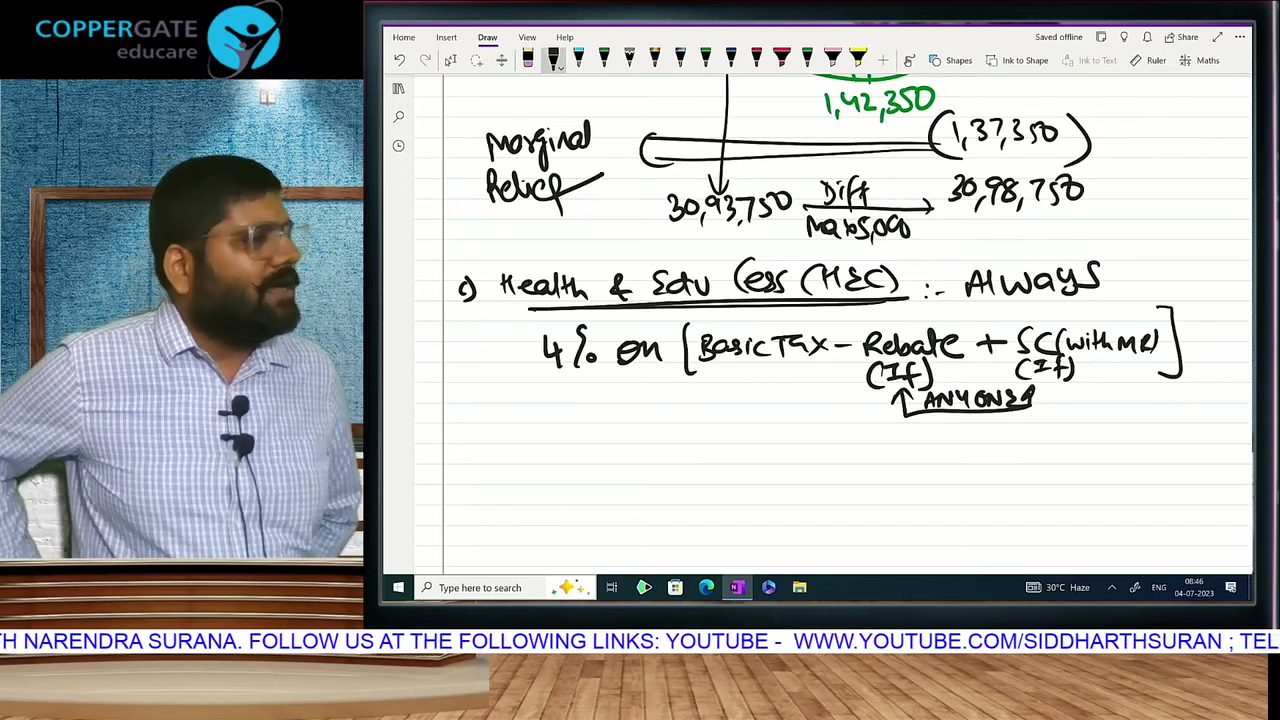 COPPERGATE
educare
Home Insert Draw View Help
Saved offline
Share
Shapes
Ink to Shape
Ink to Text
Ruler
Maths
1,42,350
Marginal (1,37,350)
Relief 30,93,750 Diff 30,98,750
c) Health & Edu Cess (HEC) :- Always
4% on [Basic Tax - Rebate + SC (with MR)]
(If) (If)
ANYONE
Type here to search
30°C Haze
ENG
08:46
04-07-2023
TH NARENDRA SURANA. FOLLOW US AT THE FOLLOWING LINKS: YOUTUBE - WWW.YOUTUBE.COM/SIDDHARTHSURAN ; TEL